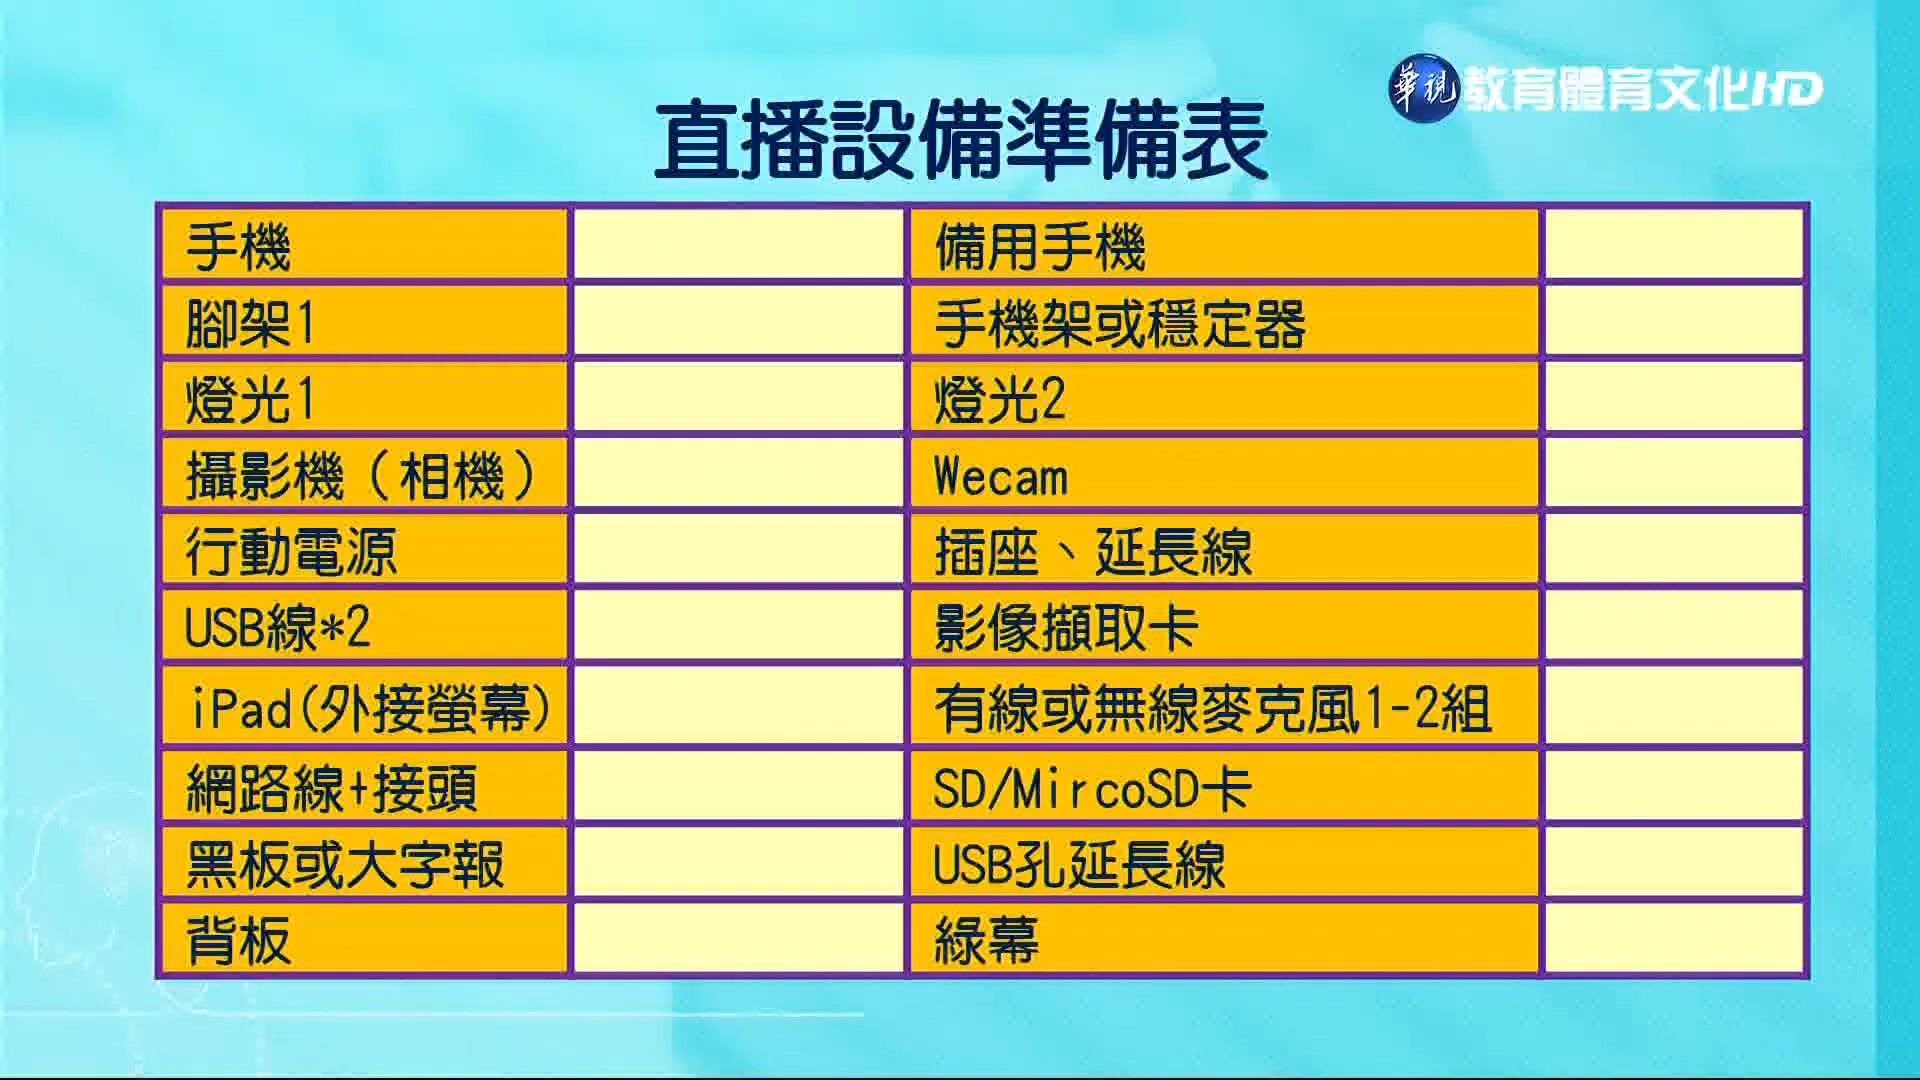 華視 教育體育文化HD
直播設備準備表
手機 備用手機
腳架1 手機架或穩定器
燈光1 燈光2
攝影機（相機） Wecam
行動電源 插座、延長線
USB線*2 影像擷取卡
iPad(外接螢幕) 有線或無線麥克風1-2組
網路線+接頭 SD/MircoSD卡
黑板或大字報 USB孔延長線
背板 綠幕